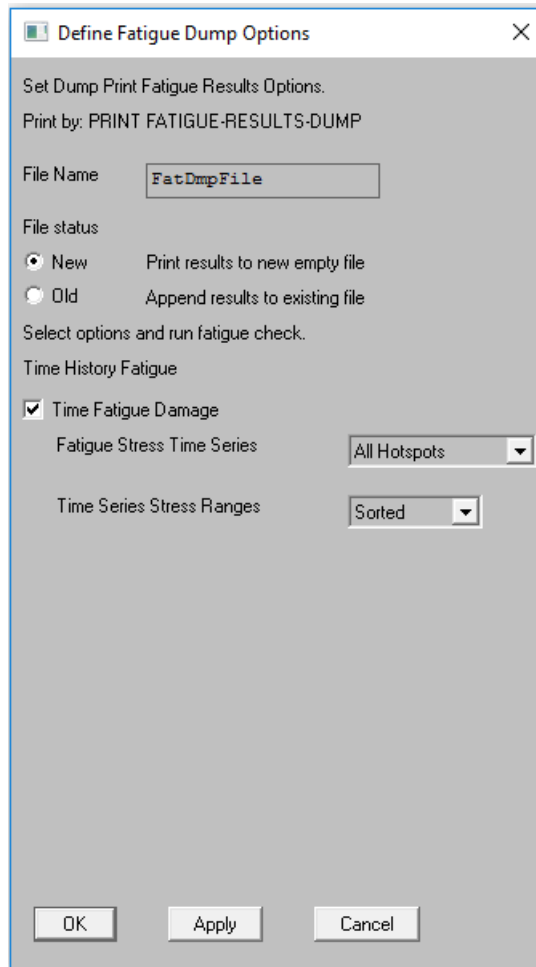 Define Fatigue Dump Options
Set Dump Print Fatigue Results Options.
Print by: PRINT FATIGUE-RESULTS-DUMP
File Name FatDmpFile
File status
New Print results to new empty file
Old Append results to existing file
Select options and run fatigue check.
Time History Fatigue
Time Fatigue Damage
Fatigue Stress Time Series All Hotspots
Time Series Stress Ranges Sorted
OK Apply Cancel